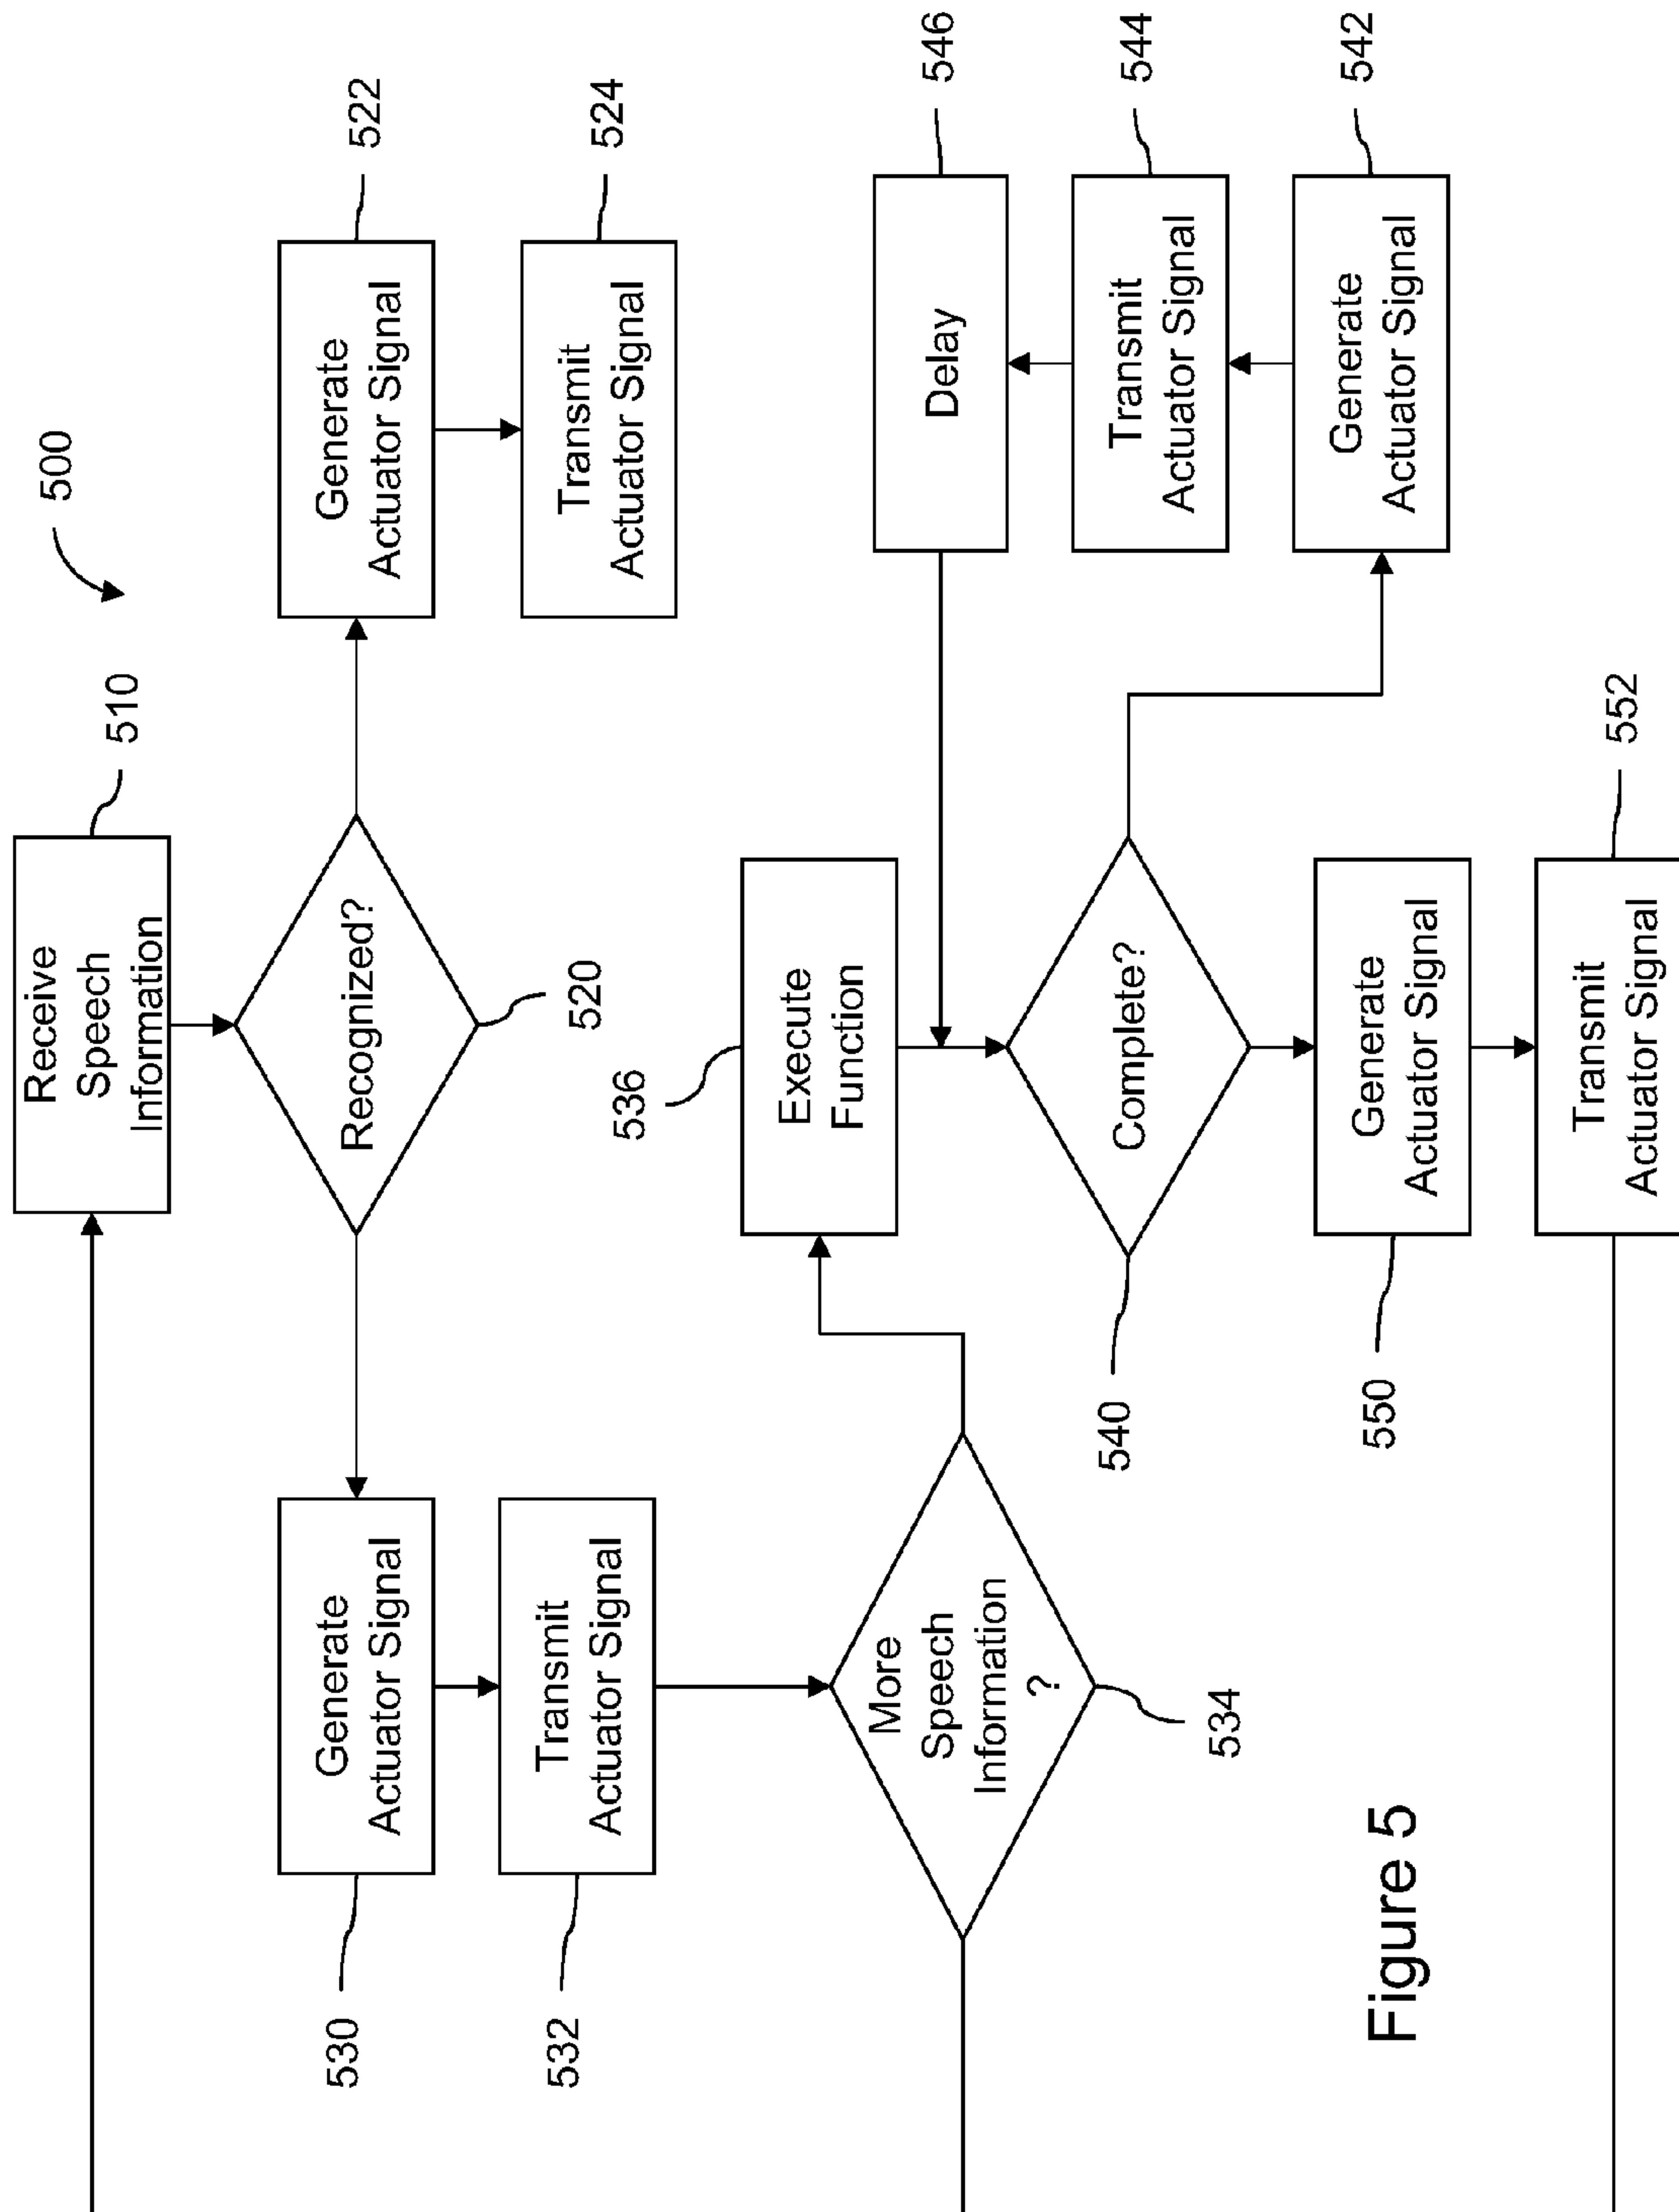 500
Receive
Speech
Information
510
Recognized?
520
Generate
Actuator Signal
522
Transmit
Actuator Signal
524
Generate
Actuator Signal
530
Transmit
Actuator Signal
532
More
Speech
Information
?
534
Execute
Function
536
Complete?
540
Delay
546
Transmit
Actuator Signal
544
Generate
Actuator Signal
542
Generate
Actuator Signal
550
Transmit
Actuator Signal
552
Figure 5